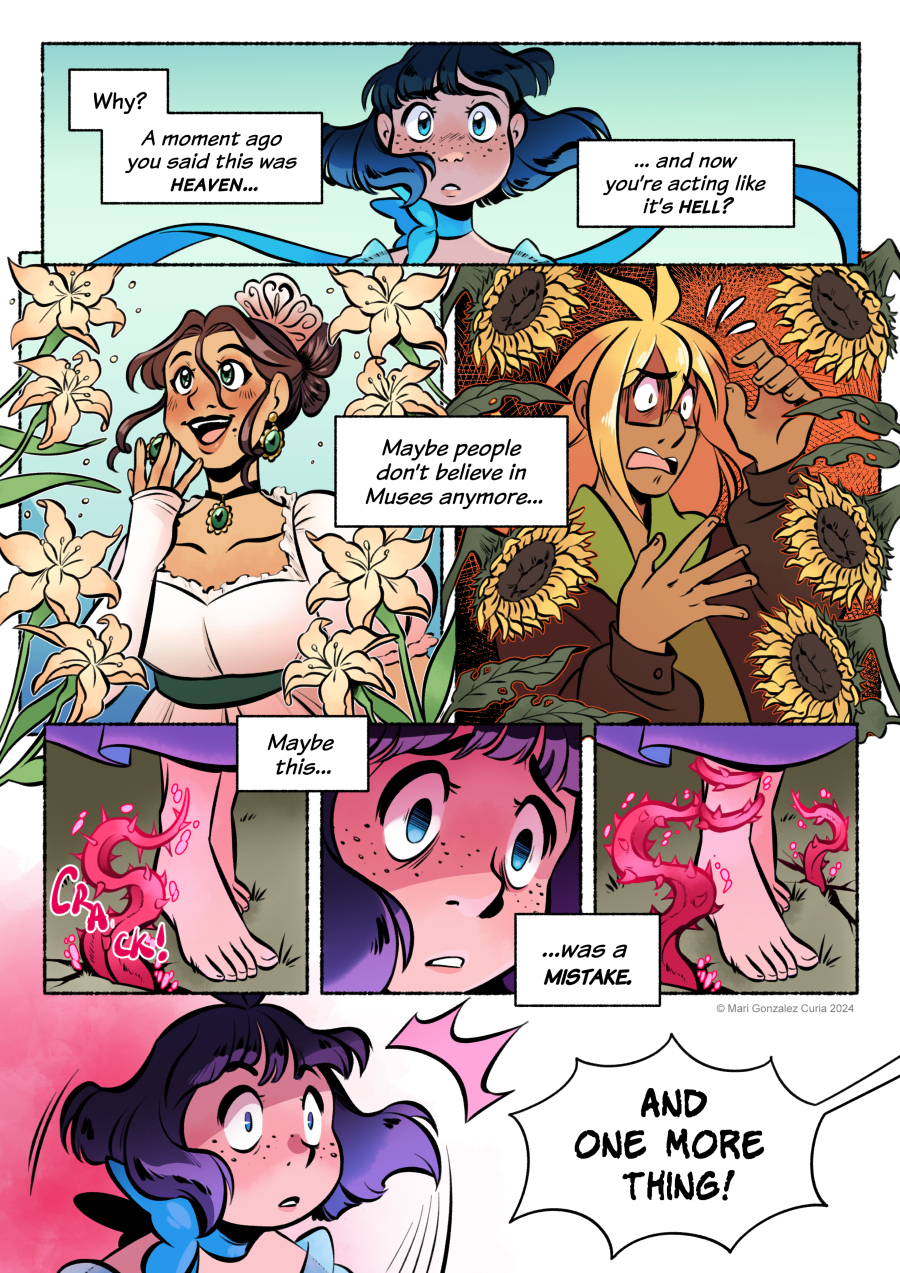 Why?
A moment ago
you said this was
HEAVEN...
... and now
you're acting like
it's HELL?
Maybe people
don't believe in
Muses anymore...
Maybe
this...
CRACK!
...was a
MISTAKE.
© Mari Gonzalez Curia 2024
AND
ONE MORE
THING!